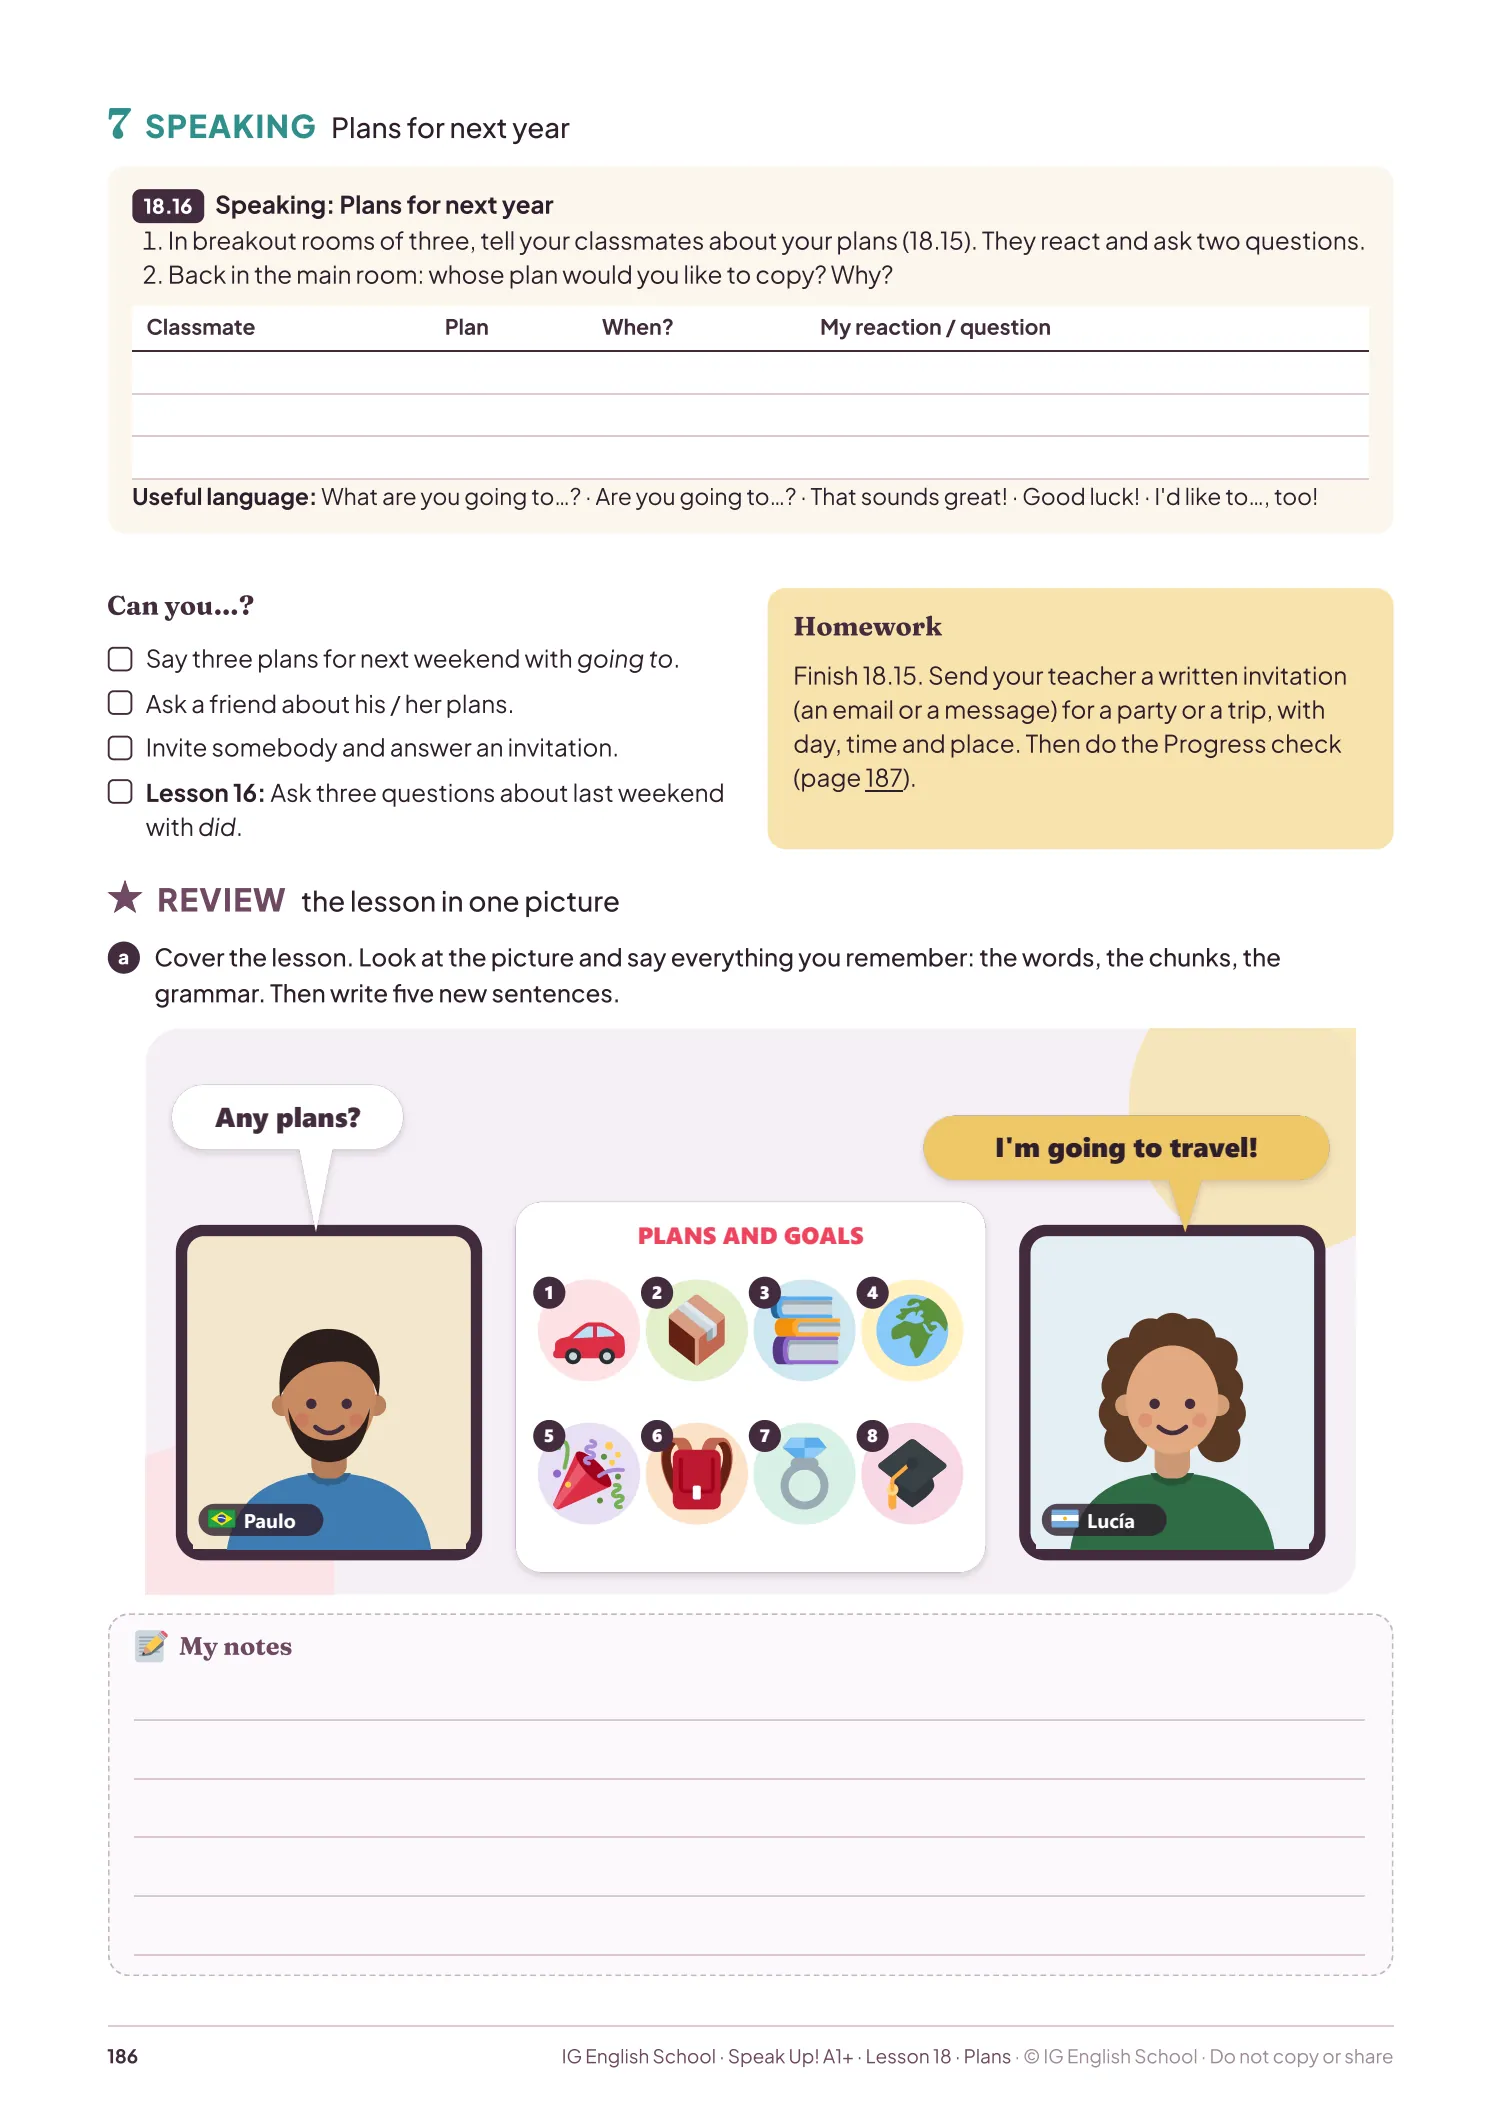 7 SPEAKING Plans for next year
18.16 Speaking: Plans for next year
1. In breakout rooms of three, tell your classmates about your plans (18.15). They react and ask two questions.
2. Back in the main room: whose plan would you like to copy? Why?
Classmate Plan When? My reaction / question
Useful language: What are you going to...? · Are you going to...? · That sounds great! · Good luck! · I'd like to..., too!
Can you...?
Say three plans for next weekend with going to.
Ask a friend about his / her plans.
Invite somebody and answer an invitation.
Lesson 16: Ask three questions about last weekend
with did.
Homework
Finish 18.15. Send your teacher a written invitation
(an email or a message) for a party or a trip, with
day, time and place. Then do the Progress check
(page 187).
★ REVIEW the lesson in one picture
a Cover the lesson. Look at the picture and say everything you remember: the words, the chunks, the
grammar. Then write five new sentences.
Any plans?
I'm going to travel!
PLANS AND GOALS
1 2 3 4
5 6 7 8
Paulo
Lucía
My notes
186 IG English School · Speak Up! A1+ · Lesson 18 · Plans · © IG English School · Do not copy or share